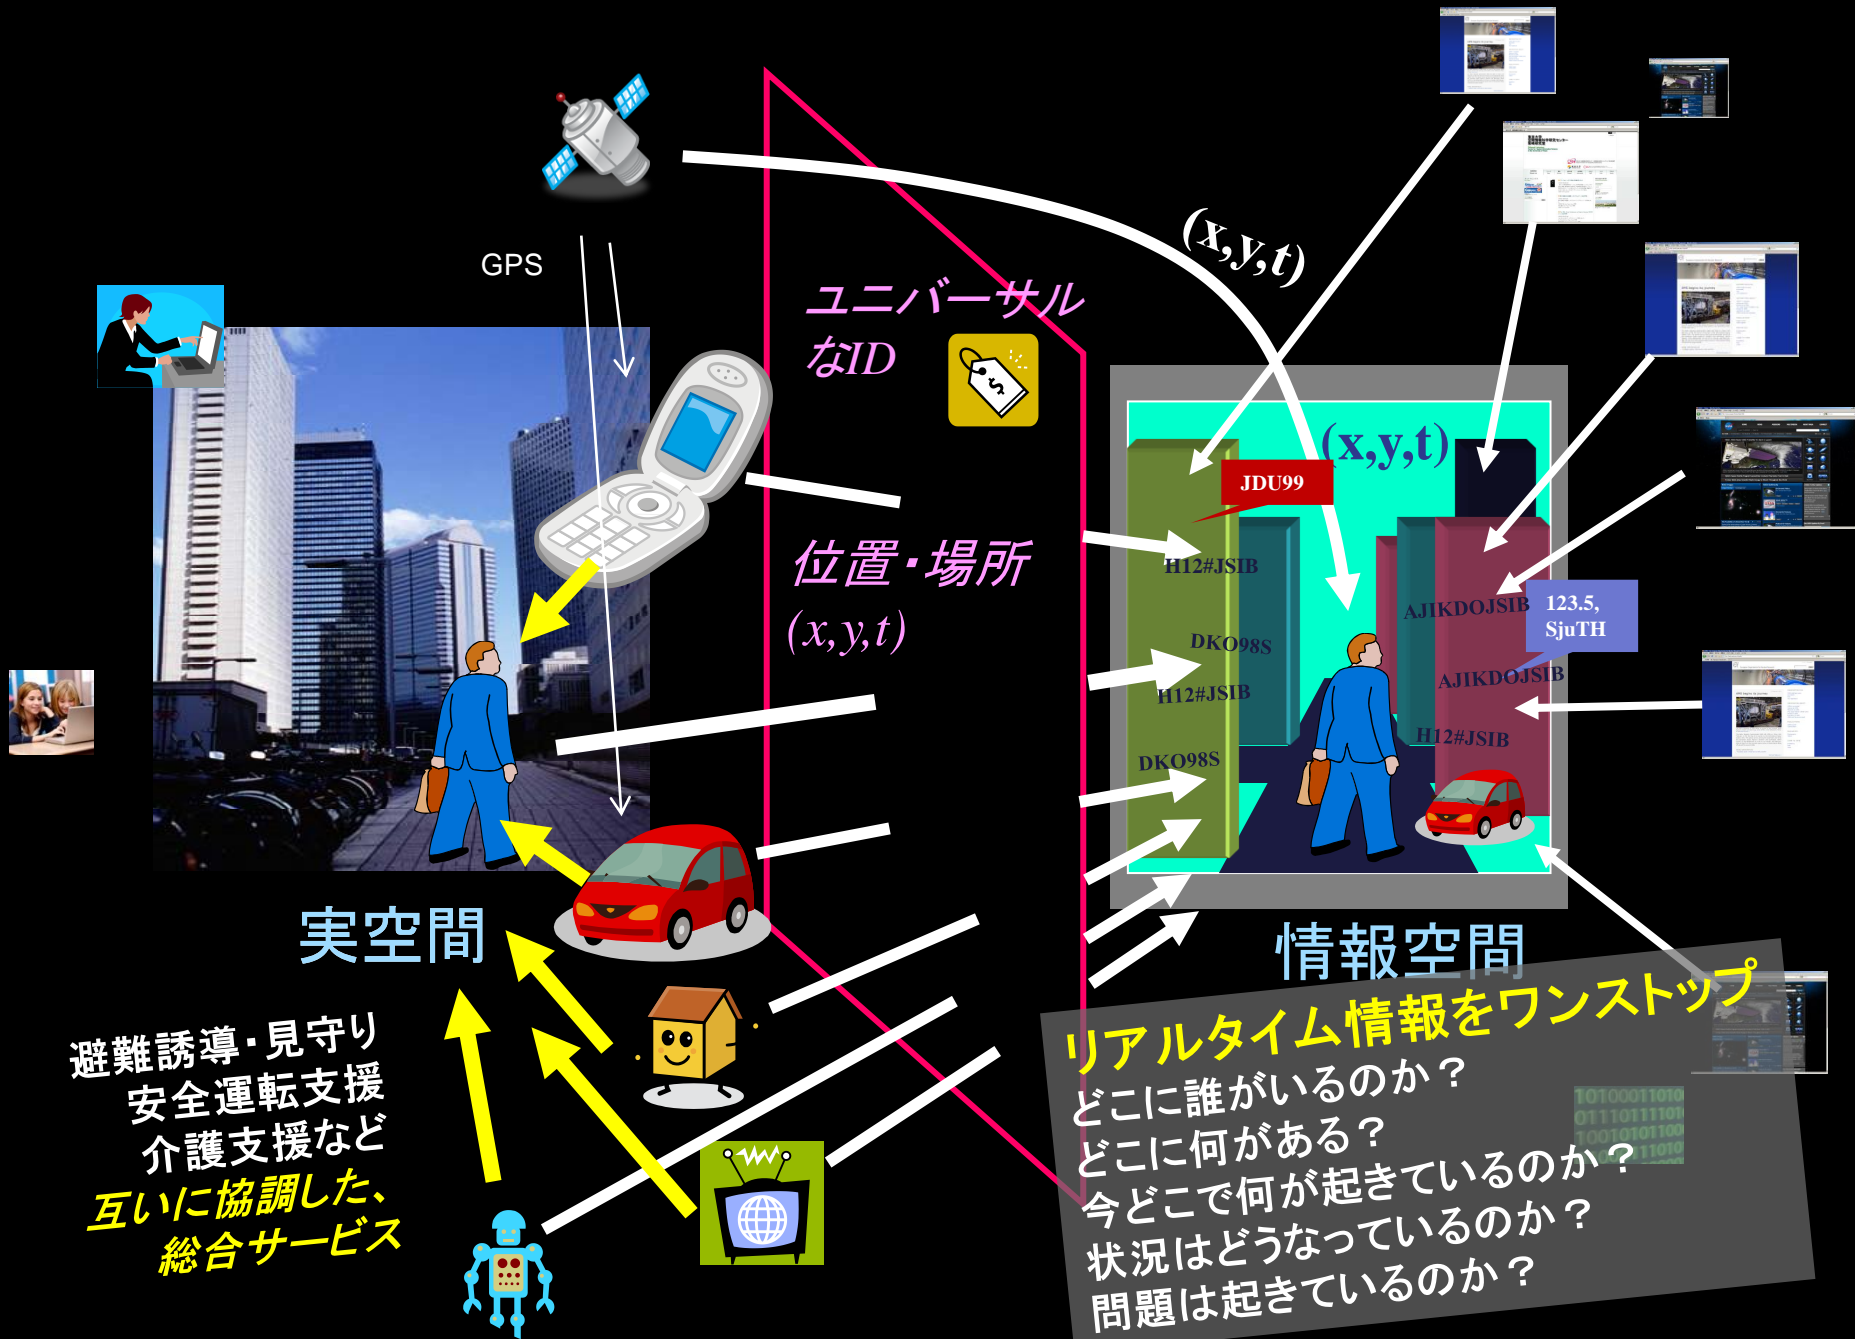 GPS
(x,y,t)
ユニバーサル
なID
位置・場所
(x,y,t)
(x,y,t)
JDU99
H12#JSIB
DKO98S
H12#JSIB
DKO98S
AJIKDOJSIB
123.5,
SjuTH
AJIKDOJSIB
H12#JSIB
実空間
情報空間
避難誘導・見守り
安全運転支援
介護支援など
互いに協調した、
総合サービス
リアルタイム情報をワンストップ
どこに誰がいるのか？
どこに何がある？
今どこで何が起きているのか？
状況はどうなっているのか？
問題は起きているのか？
10100011010
01110111101
10010101100